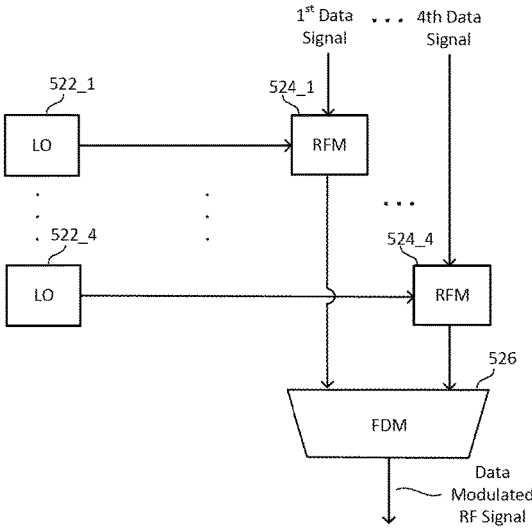 1st Data Signal
... 4th Data Signal
522_1
524_1
LO
RFM
522_4
524_4
LO
RFM
526
FDM
Data
Modulated
RF Signal